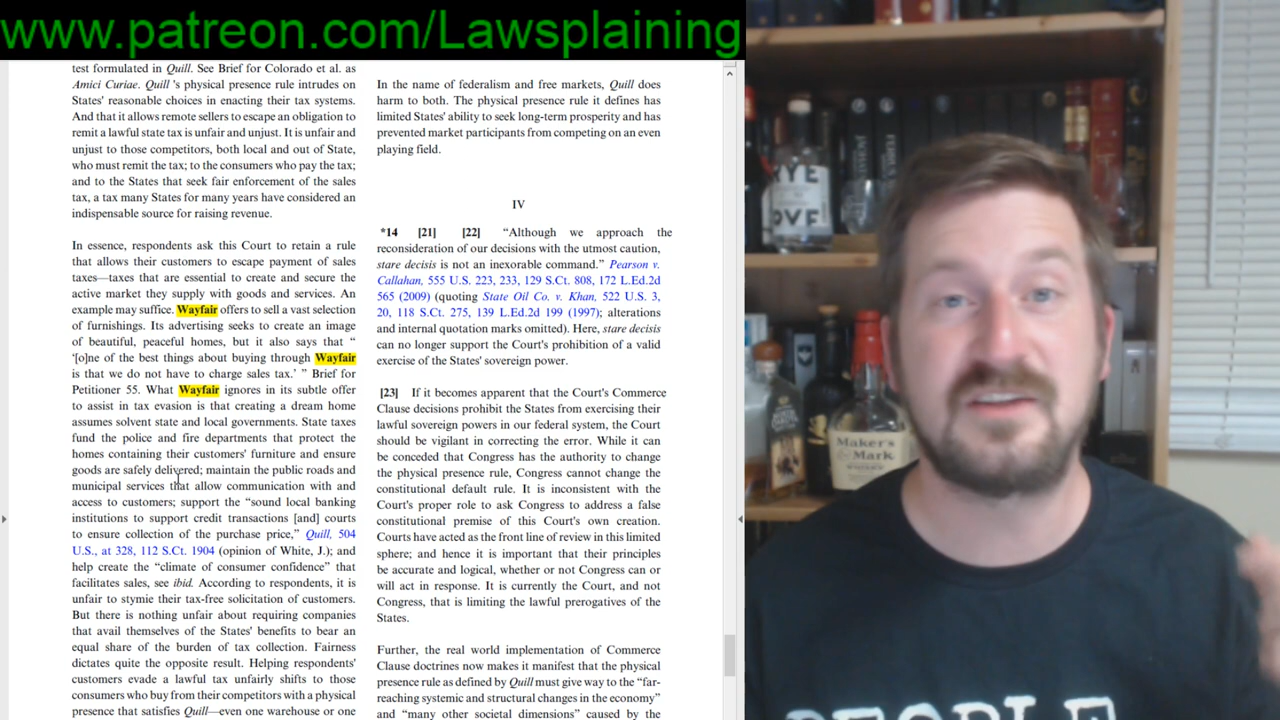 www.patreon.com/Lawsplaining
test formulated in Quill. See Brief for Colorado et al. as
Amici Curiae. Quill 's physical presence rule intrudes on
States' reasonable choices in enacting their tax systems.
And that it allows remote sellers to escape an obligation to
remit a lawful state tax is unfair and unjust. It is unfair and
unjust to those competitors, both local and out of State,
who must remit the tax; to the consumers who pay the tax;
and to the States that seek fair enforcement of the sales
tax, a tax many States for many years have considered an
indispensable source for raising revenue.
In essence, respondents ask this Court to retain a rule
that allows their customers to escape payment of sales
taxes—taxes that are essential to create and secure the
active market they supply with goods and services. An
example may suffice. Wayfair offers to sell a vast selection
of furnishings. Its advertising seeks to create an image
of beautiful, peaceful homes, but it also says that “
‘[o]ne of the best things about buying through Wayfair
is that we do not have to charge sales tax.’ ” Brief for
Petitioner 55. What Wayfair ignores in its subtle offer
to assist in tax evasion is that creating a dream home
assumes solvent state and local governments. State taxes
fund the police and fire departments that protect the
homes containing their customers' furniture and ensure
goods are safely delivered; maintain the public roads and
municipal services that allow communication with and
access to customers; support the “sound local banking
institutions to support credit transactions [and] courts
to ensure collection of the purchase price,” Quill, 504
U.S., at 328, 112 S.Ct. 1904 (opinion of White, J.); and
help create the “climate of consumer confidence” that
facilitates sales, see ibid. According to respondents, it is
unfair to stymie their tax-free solicitation of customers.
But there is nothing unfair about requiring companies
that avail themselves of the States' benefits to bear an
equal share of the burden of tax collection. Fairness
dictates quite the opposite result. Helping respondents'
customers evade a lawful tax unfairly shifts to those
consumers who buy from their competitors with a physical
presence that satisfies Quill—even one warehouse or one
In the name of federalism and free markets, Quill does
harm to both. The physical presence rule it defines has
limited States' ability to seek long-term prosperity and has
prevented market participants from competing on an even
playing field.
IV
*14 [21] [22] “Although we approach the
reconsideration of our decisions with the utmost caution,
stare decisis is not an inexorable command.” Pearson v.
Callahan, 555 U.S. 223, 233, 129 S.Ct. 808, 172 L.Ed.2d
565 (2009) (quoting State Oil Co. v. Khan, 522 U.S. 3,
20, 118 S.Ct. 275, 139 L.Ed.2d 199 (1997); alterations
and internal quotation marks omitted). Here, stare decisis
can no longer support the Court's prohibition of a valid
exercise of the States' sovereign power.
[23] If it becomes apparent that the Court's Commerce
Clause decisions prohibit the States from exercising their
lawful sovereign powers in our federal system, the Court
should be vigilant in correcting the error. While it can
be conceded that Congress has the authority to change
the physical presence rule, Congress cannot change the
constitutional default rule. It is inconsistent with the
Court's proper role to ask Congress to address a false
constitutional premise of this Court's own creation.
Courts have acted as the front line of review in this limited
sphere; and hence it is important that their principles
be accurate and logical, whether or not Congress can or
will act in response. It is currently the Court, and not
Congress, that is limiting the lawful prerogatives of the
States.
Further, the real world implementation of Commerce
Clause doctrines now makes it manifest that the physical
presence rule as defined by Quill must give way to the “far-
reaching systemic and structural changes in the economy”
and “many other societal dimensions” caused by the
RYE
Maker's
Mark
PEOPLE